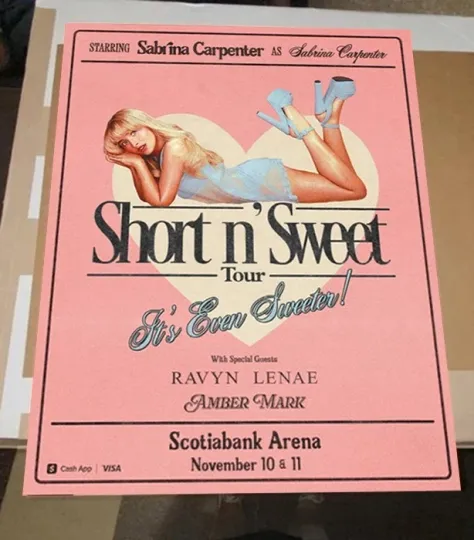 STARRING Sabrina Carpenter AS Sabrina Carpenter
Short n' Sweet
Tour
It's Even Sweeter!
With Special Guests
RAVYN LENAE
AMBER MARK
Scotiabank Arena
November 10 & 11
$ Cash App | VISA